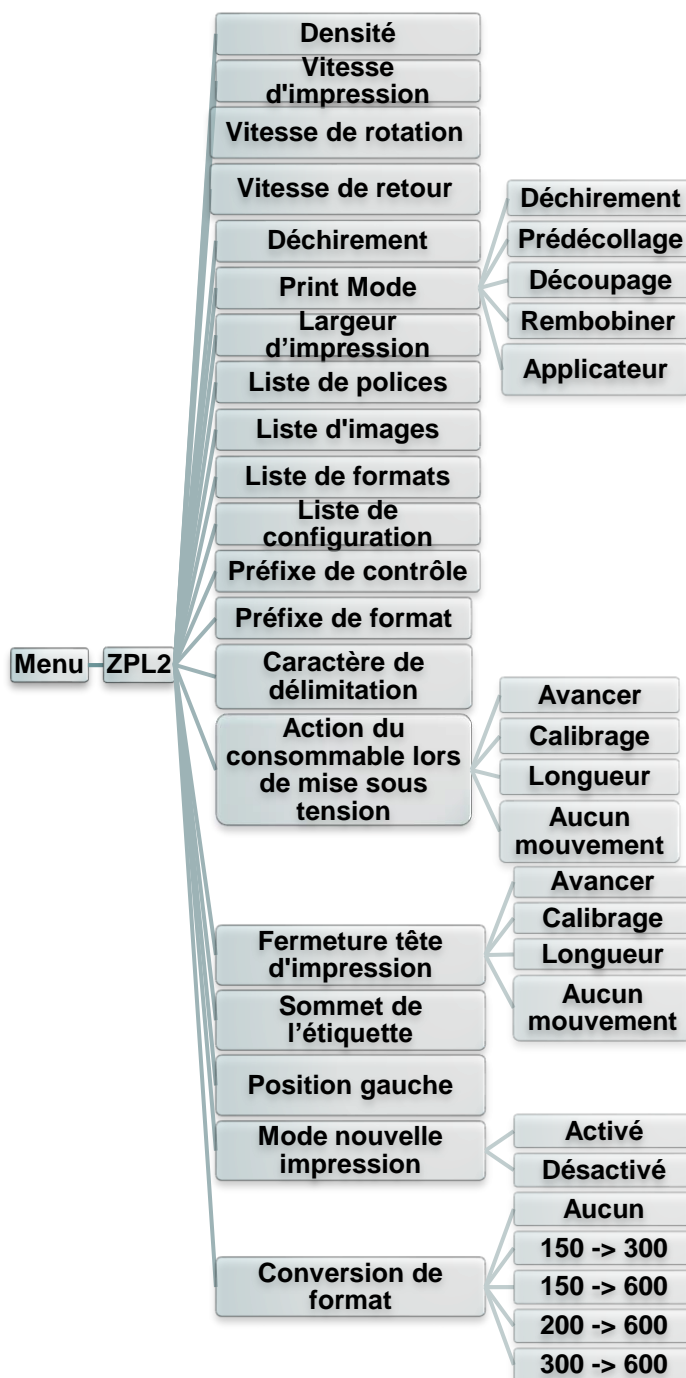 Menu
ZPL2
Densité
Vitesse
d'impression
Vitesse de rotation
Vitesse de retour
Déchirement
Print Mode
Déchirement
Prédécollage
Découpage
Rembobiner
Applicateur
Largeur
d’impression
Liste de polices
Liste d'images
Liste de formats
Liste de
configuration
Préfixe de contrôle
Préfixe de format
Caractère de
délimitation
Action du
consommable lors
de mise sous
tension
Avancer
Calibrage
Longueur
Aucun
mouvement
Fermeture tête
d'impression
Avancer
Calibrage
Longueur
Aucun
mouvement
Sommet de
l’étiquette
Position gauche
Mode nouvelle
impression
Activé
Désactivé
Conversion de
format
Aucun
150 -> 300
150 -> 600
200 -> 600
300 -> 600